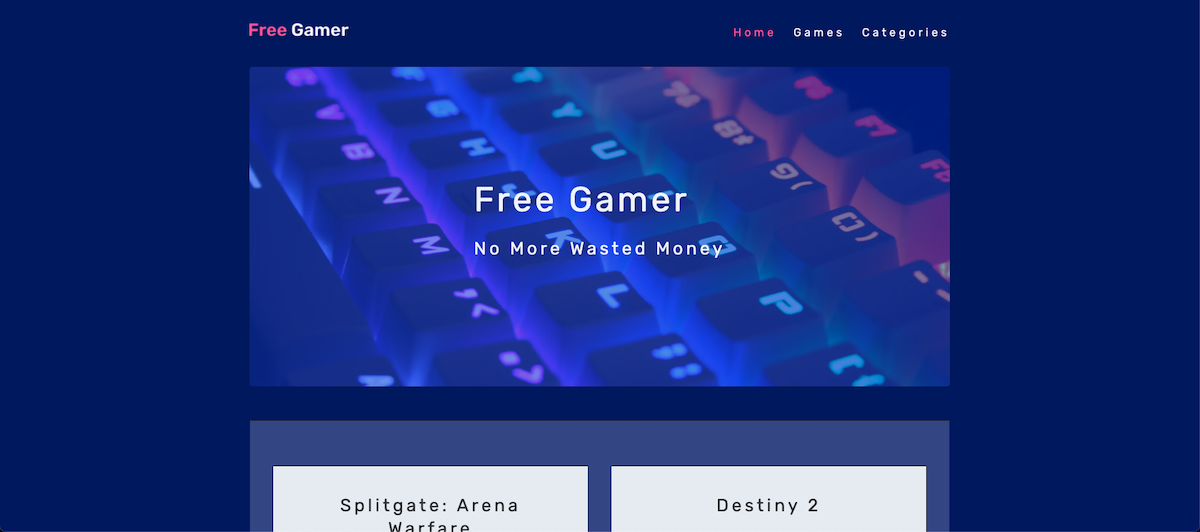 Free Gamer
Home Games Categories
Free Gamer
No More Wasted Money
Splitgate: Arena
Warfare
Destiny 2